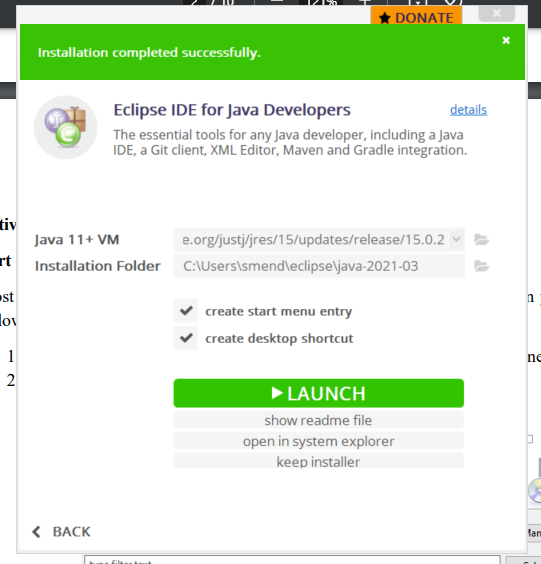 121%
★ DONATE
Installation completed successfully.
Eclipse IDE for Java Developers
details
The essential tools for any Java developer, including a Java
IDE, a Git client, XML Editor, Maven and Gradle integration.
Java 11+ VM
e.org/justj/jres/15/updates/release/15.0.2
Installation Folder
C:\Users\smend\eclipse\java-2021-03
create start menu entry
create desktop shortcut
LAUNCH
show readme file
open in system explorer
keep installer
1
2
BACK